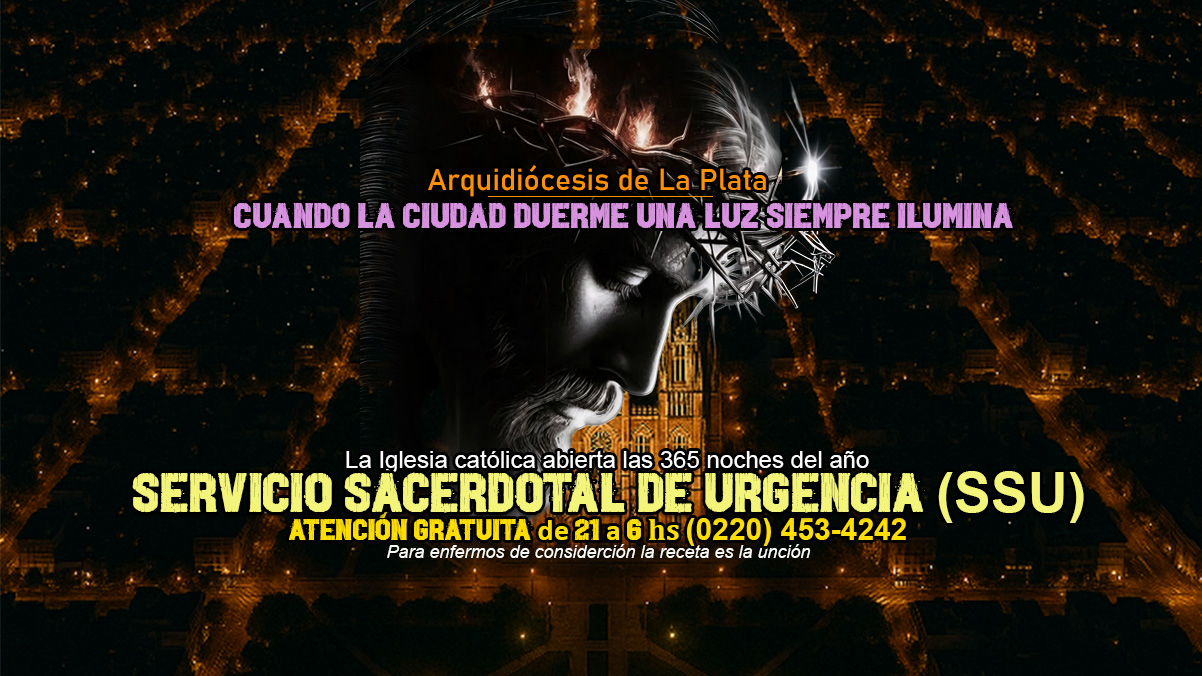 Arquidiócesis de La Plata
CUANDO LA CIUDAD DUERME UNA LUZ SIEMPRE ILUMINA
La Iglesia católica abierta las 365 noches del año
SERVICIO SACERDOTAL DE URGENCIA (SSU)
ATENCIÓN GRATUITA de 21 a 6 hs (0220) 453-4242
Para enfermos de considerción la receta es la unción